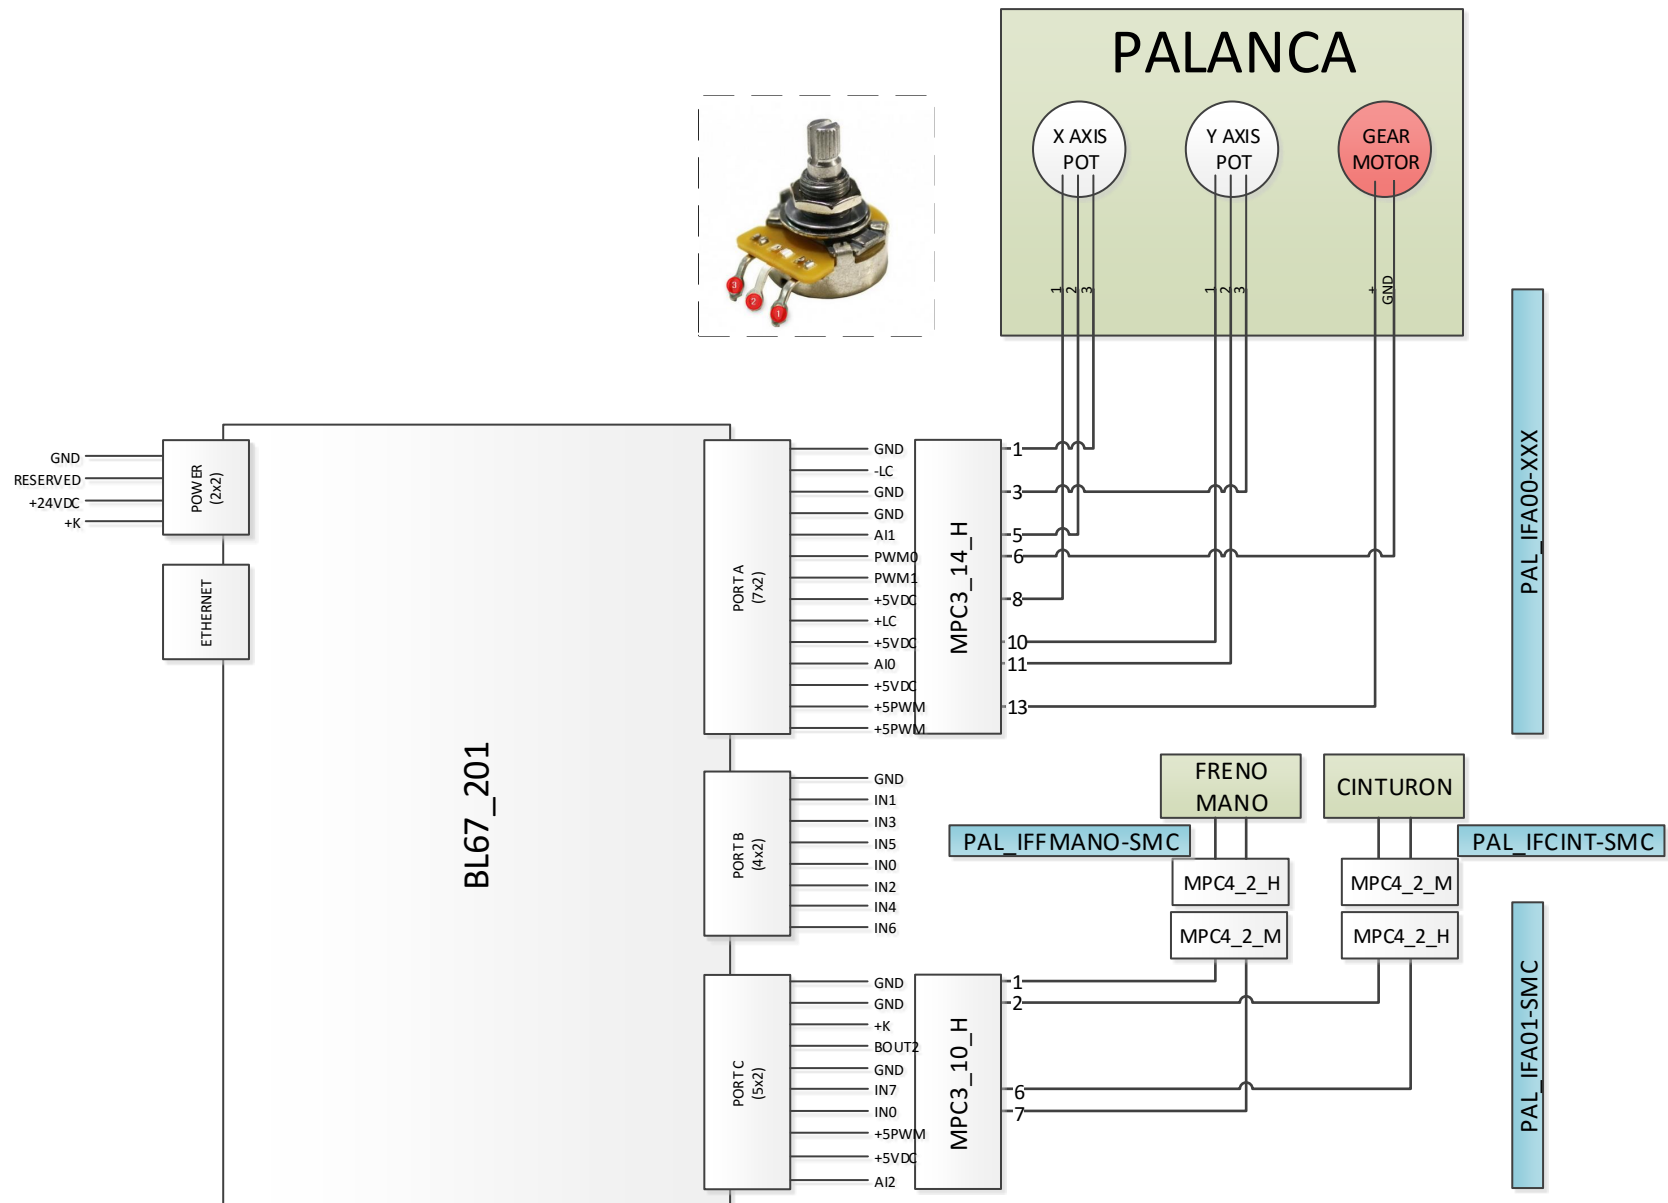 PALANCA
X AXIS
POT
Y AXIS
POT
GEAR
MOTOR
3
2
1
1
2
3
1
2
3
+
GND
PAL_IFA00-XXX
GND
RESERVED
+24VDC
+K
POWER
(2x2)
ETHERNET
BL67_201
PORT A
(7x2)
GND
-LC
GND
GND
AI1
PWM0
PWM1
+5VDC
+LC
+5VDC
AI0
+5VDC
+5PWM
+5PWM
MPC3_14_H
1
3
5
6
8
10
11
13
PORT B
(4x2)
GND
IN1
IN3
IN5
IN0
IN2
IN4
IN6
FRENO
MANO
CINTURON
PAL_IFFMANO-SMC
PAL_IFCINT-SMC
MPC4_2_H
MPC4_2_M
MPC4_2_M
MPC4_2_H
PORT C
(5x2)
GND
GND
+K
BOUT2
GND
IN7
IN0
+5PWM
+5VDC
AI2
MPC3_10_H
1
2
6
7
PAL_IFA01-SMC